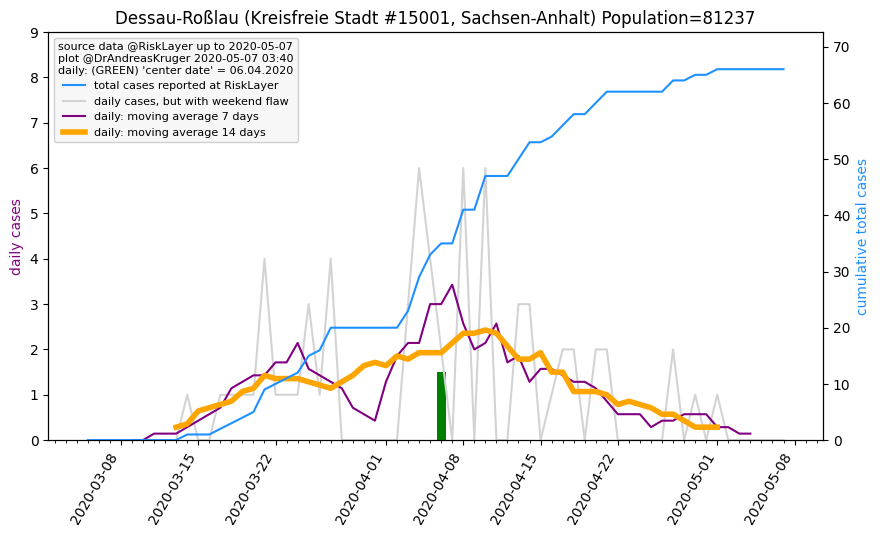 Dessau-Roßlau (Kreisfreie Stadt #15001, Sachsen-Anhalt) Population=81237
source data @RiskLayer up to 2020-05-07
plot @DrAndreasKruger 2020-05-07 03:40
daily: (GREEN) 'center date' = 06.04.2020
total cases reported at RiskLayer
daily cases, but with weekend flaw
daily: moving average 7 days
daily: moving average 14 days
daily cases
9
8
7
6
5
4
3
2
1
0
70
60
50
40
30
20
10
0
cumulative total cases
2020-03-08
2020-03-15
2020-03-22
2020-04-01
2020-04-08
2020-04-15
2020-04-22
2020-05-01
2020-05-08